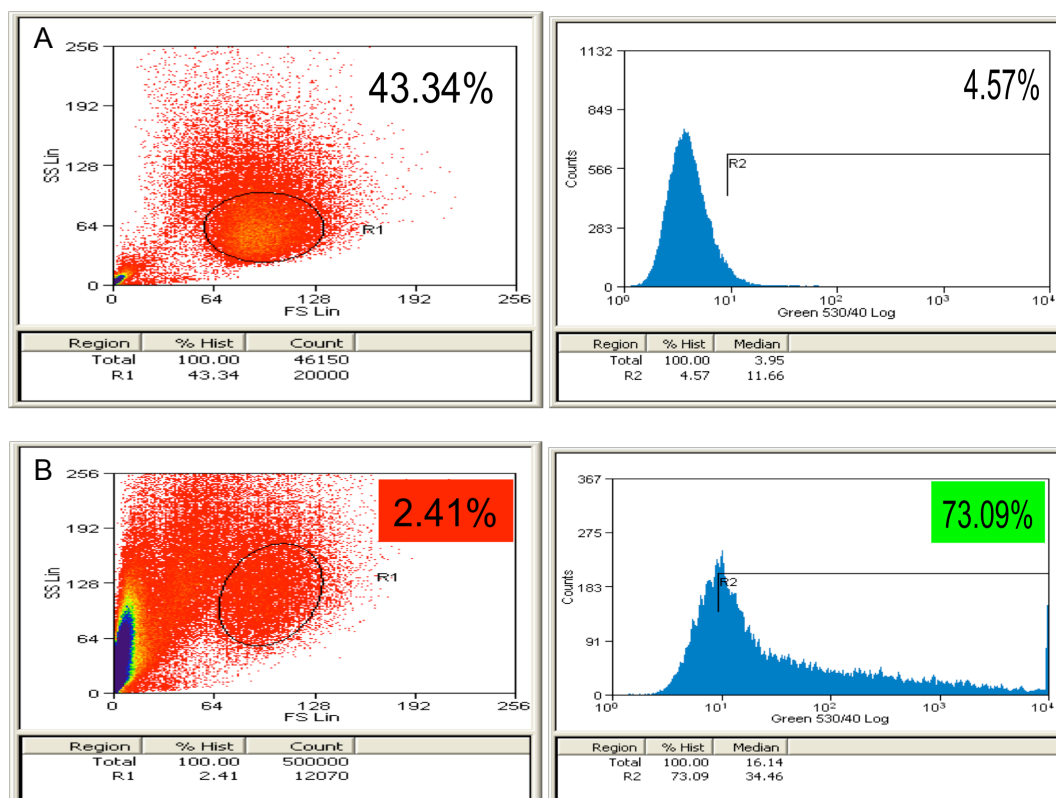 A
43.34%
256
192
128
64
0
SS Lin
R1
0 64 128 192 256
FS Lin
Region % Hist Count
Total 100.00 46150
R1 43.34 20000
4.57%
1132
849
566
283
0
Counts
R2
10⁰ 10¹ 10² 10³ 10⁴
Green 530/40 Log
Region % Hist Median
Total 100.00 3.95
R2 4.57 11.66
B
2.41%
256
192
128
64
0
SS Lin
R1
0 64 128 192 256
FS Lin
Region % Hist Count
Total 100.00 500000
R1 2.41 12070
73.09%
367
275
183
91
0
Counts
R2
10⁰ 10¹ 10² 10³ 10⁴
Green 530/40 Log
Region % Hist Median
Total 100.00 16.14
R2 73.09 34.46